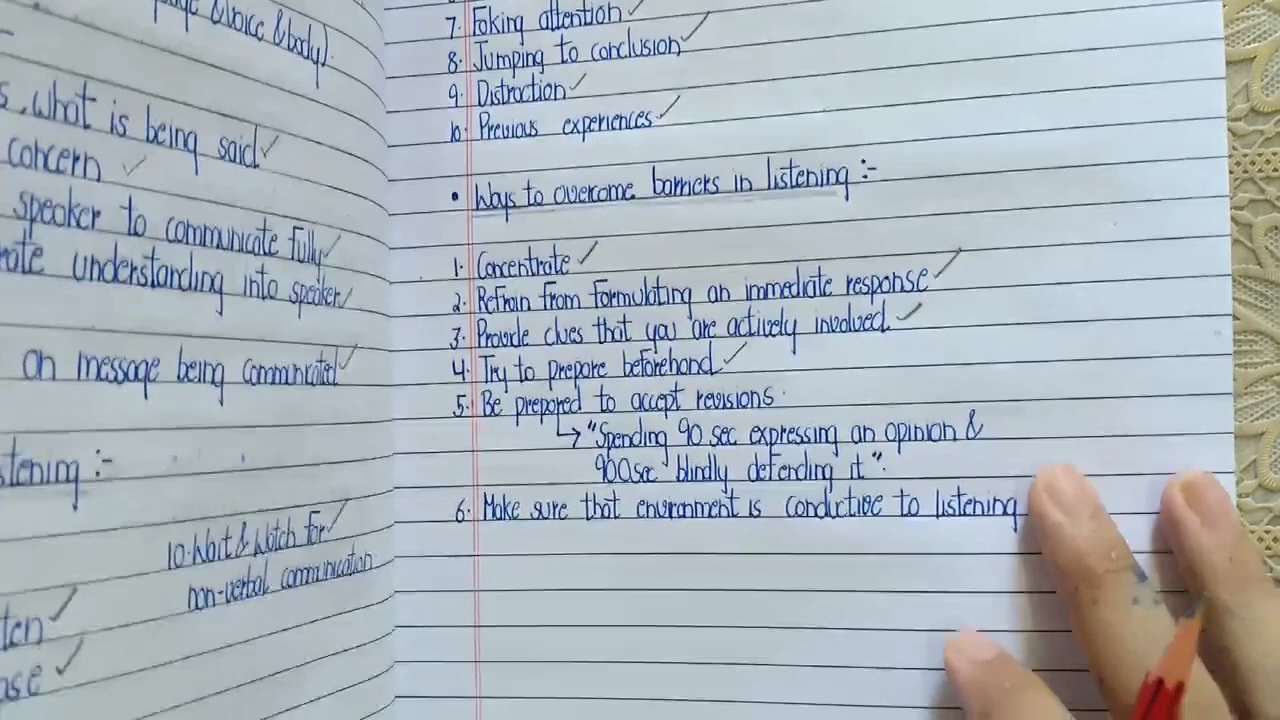 & voice & body).
what is being said ✓
concern ✓
speaker to communicate fully ✓
understanding into speaker ✓
on message being communicated ✓
10. Wait & Watch for ✓
non-verbal communication
7. Faking attention ✓
8. Jumping to conclusion ✓
9. Distraction ✓
10. Previous experiences ✓
• Ways to overcome barriers in listening :-
1. Concentrate ✓
2. Refrain from formulating an immediate response ✓
3. Provide clues that you are actively involved ✓
4. Try to prepare beforehand ✓
5. Be prepared to accept revisions.
↳ "Spending 90 sec expressing an opinion &
900sec blindly defending it".
6. Make sure that environment is conductive to listening